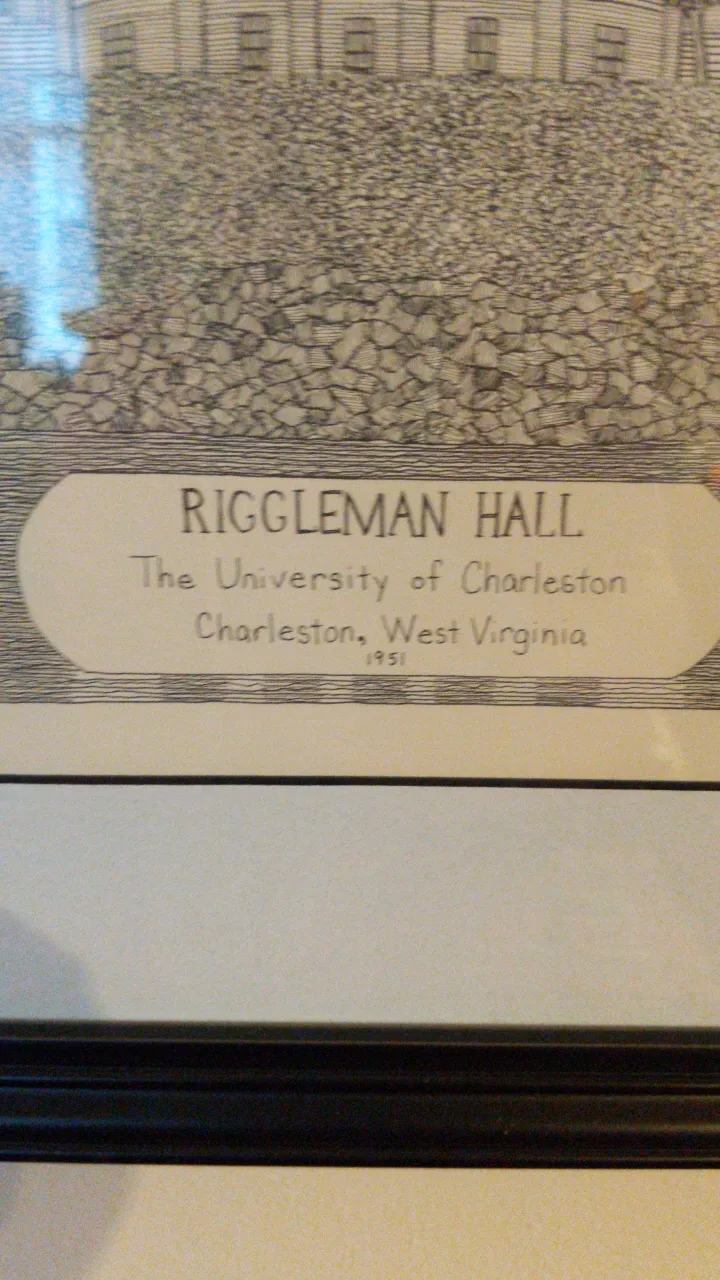 RIGGLEMAN HALL
The University of Charleston
Charleston, West Virginia
1951